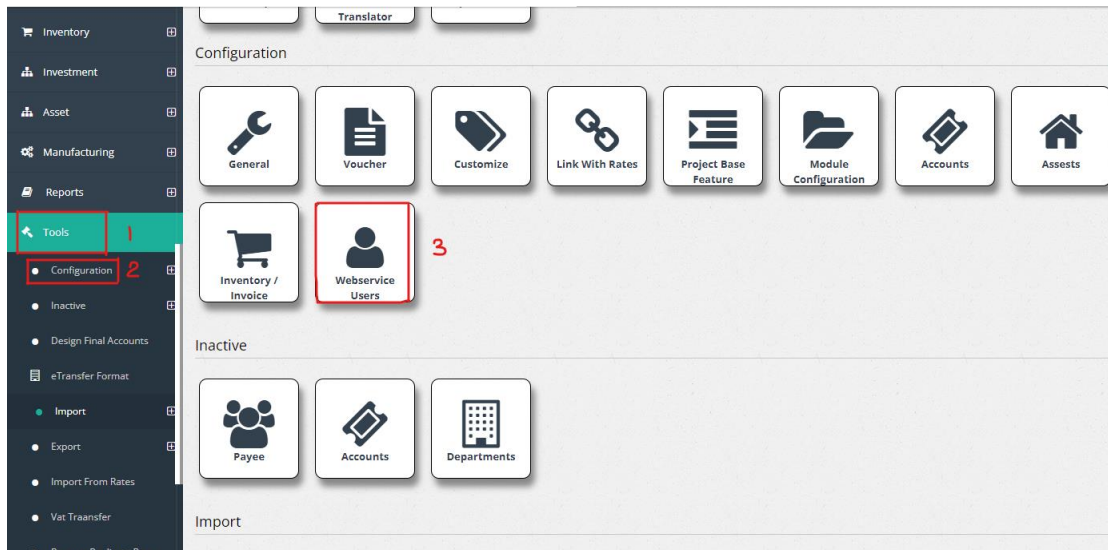 Inventory
Investment
Asset
Manufacturing
Reports
Tools 1
Configuration 2
Inactive
Design Final Accounts
eTransfer Format
Import
Export
Import From Rates
Vat Traansfer
Translator
Configuration
General
Voucher
Customize
Link With Rates
Project Base
Feature
Module
Configuration
Accounts
Assests
Inventory /
Invoice
Webservice
Users
3
Inactive
Payee
Accounts
Departments
Import